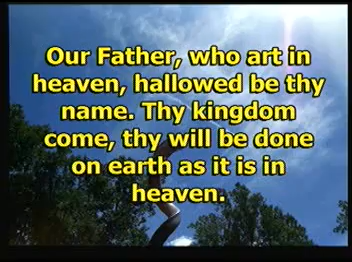 Our Father, who art in
heaven, hallowed be thy
name. Thy kingdom
come, thy will be done
on earth as it is in
heaven.